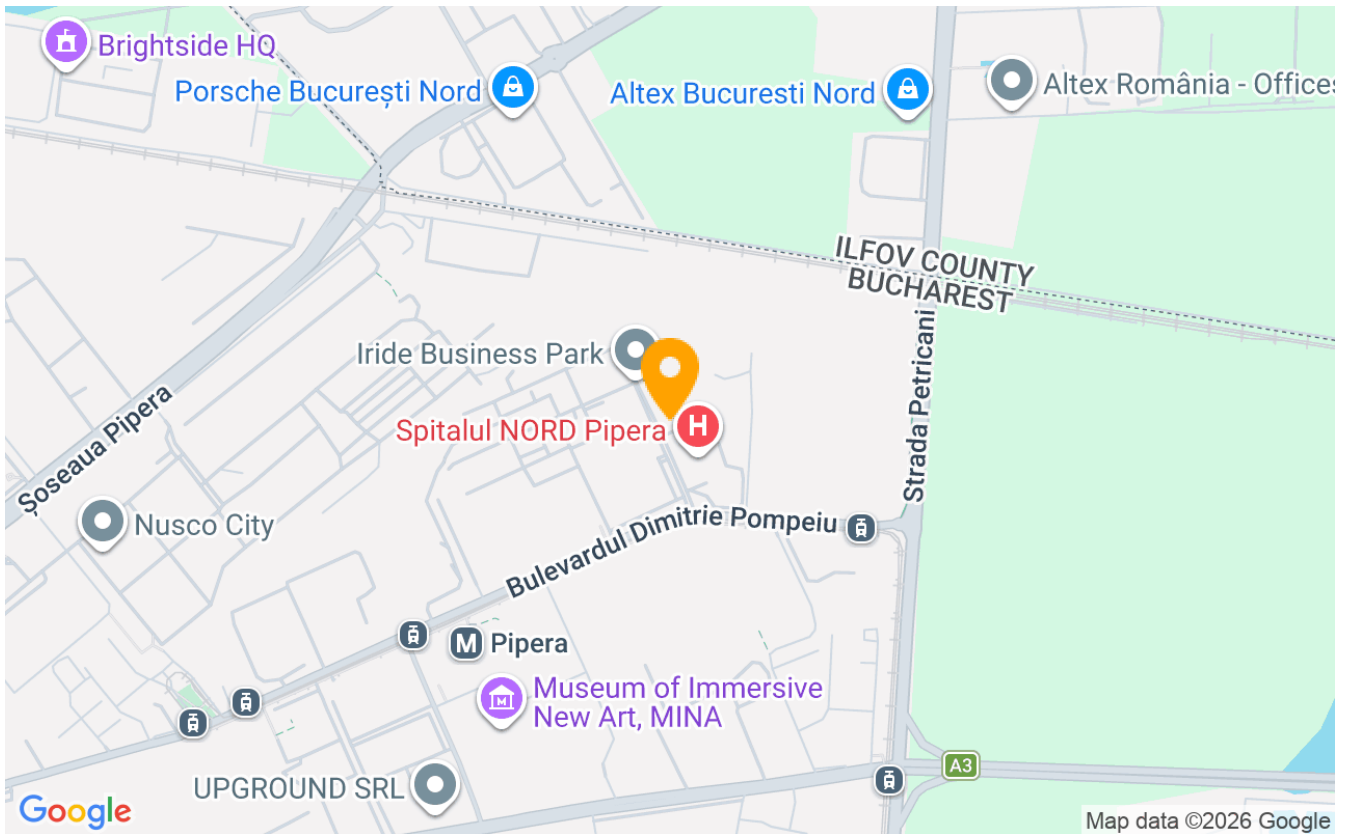 Brightside HQ
Porsche București Nord
Altex Bucuresti Nord
Altex România - Offices
ILFOV COUNTY
BUCHAREST
Iride Business Park
Strada Petricani
Șoseaua Pipera
Spitalul NORD Pipera
H
Nusco City
Bulevardul Dimitrie Pompeiu
M Pipera
Museum of Immersive
New Art, MINA
M
A3
UPGROUND SRL
Google
Map data ©2026 Google